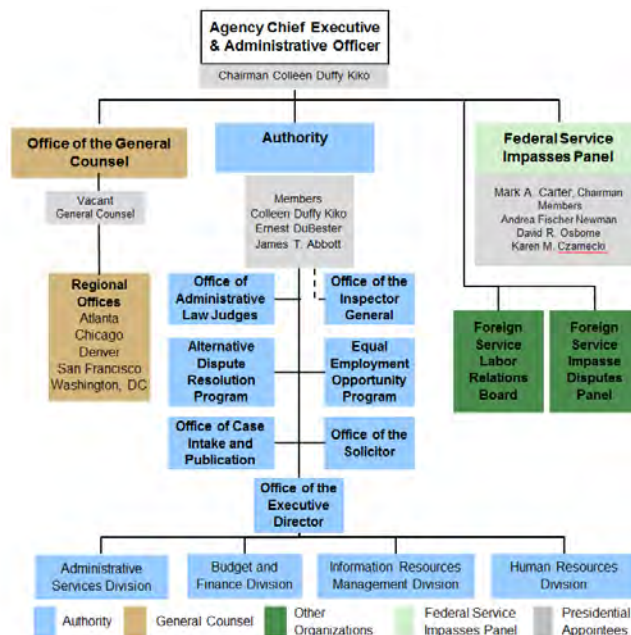 Agency Chief Executive
& Administrative Officer
Chairman Colleen Duffy Kiko
Office of the General
Counsel
Vacant
General Counsel
Regional
Offices
Atlanta
Chicago
Denver
San Francisco
Washington, DC
Authority
Members
Colleen Duffy Kiko
Ernest DuBester
James T. Abbott
Federal Service
Impasses Panel
Mark A. Carter, Chairman
Members
Andrea Fischer Newman
David R. Osborne
Karen M. Czarnecki
Office of
Administrative
Law Judges
Office of the
Inspector
General
Alternative
Dispute
Resolution
Program
Equal
Employment
Opportunity
Program
Office of Case
Intake and
Publication
Office of the
Solicitor
Foreign
Service
Labor
Relations
Board
Foreign
Service
Impasse
Disputes
Panel
Office of the
Executive
Director
Administrative
Services Division
Budget and
Finance Division
Information Resources
Management Division
Human Resources
Division
Authority
General Counsel
Other
Organizations
Federal Service
Impasses Panel
Presidential
Appointees